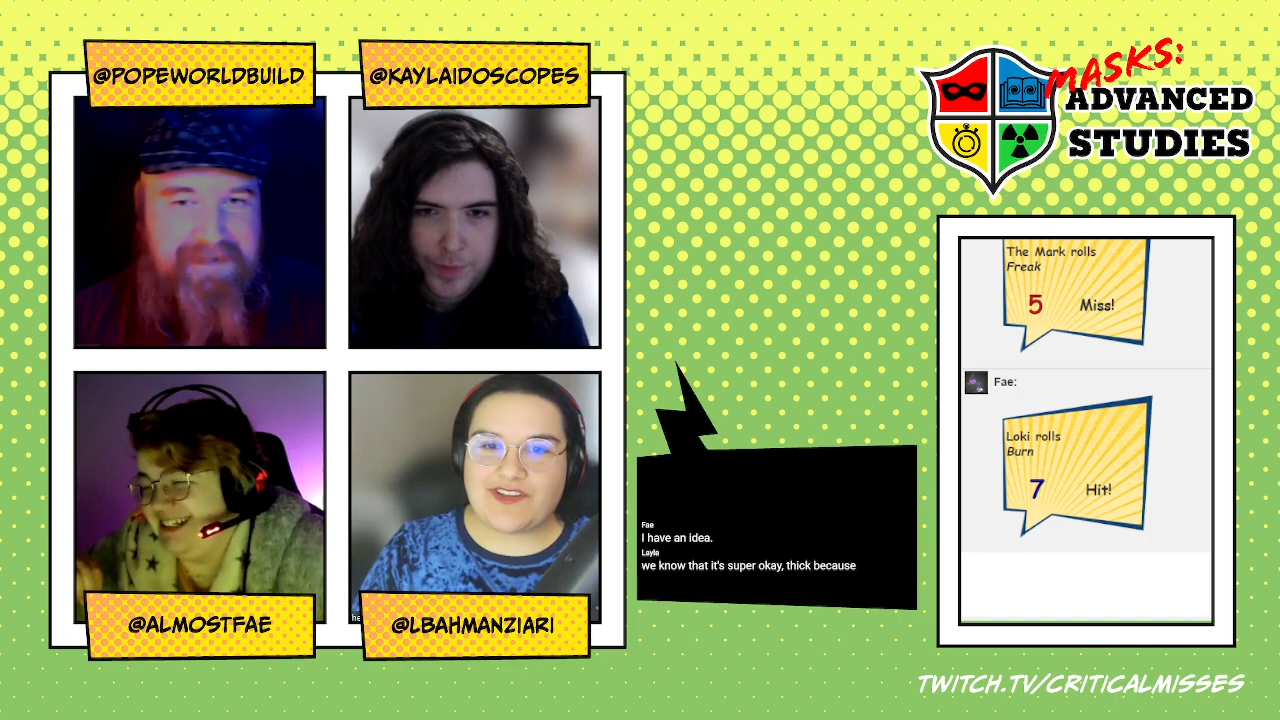 @POPEWORLDBUILD
@KAYLAIDOSCOPES
@ALMOSTFAE
he
@LBAHMANZIARI
Fae
I have an idea.
Layla
we know that it's super okay, thick because
MASKS:
ADVANCED
STUDIES
The Mark rolls
Freak
5 Miss!
Fae:
Loki rolls
Burn
7 Hit!
TWITCH.TV/CRITICALMISSES